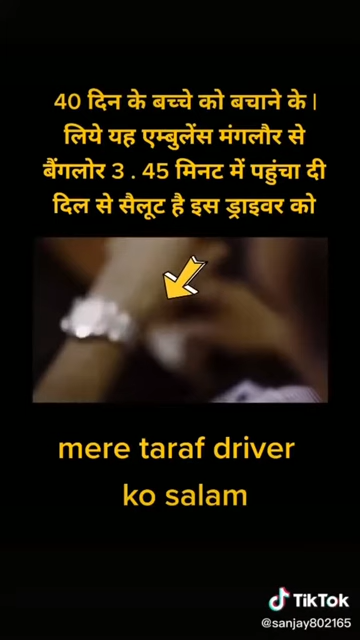 40 दिन के बच्चे को बचाने के |
लिये यह एम्बुलेंस मंगलौर से
बैंगलोर 3 . 45 मिनट में पहुंचा दी
दिल से सैलूट है इस ड्राइवर को
mere taraf driver
ko salam
TikTok
@sanjay802165